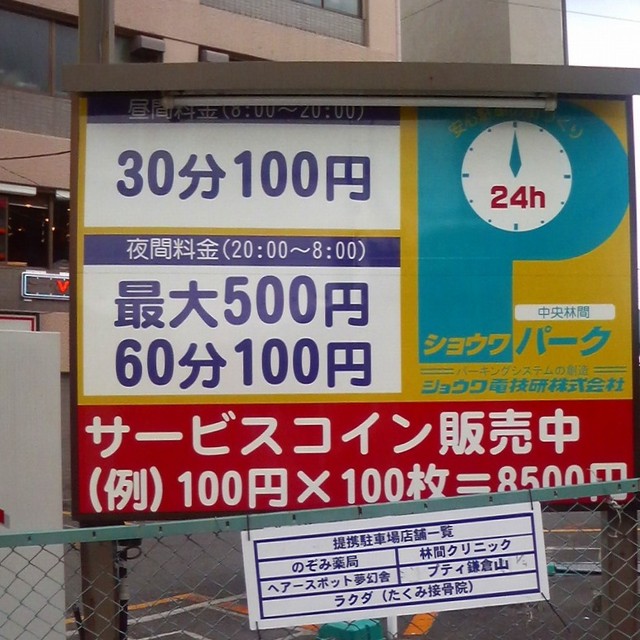 昼間料金(8:00〜20:00)
30分100円
夜間料金(20:00〜8:00)
最大500円
60分100円
24h
中央林間
ショウワパーク
パーキングシステムの創造
ショウワ電技研株式会社
サービスコイン販売中
(例)100円×100枚=8500円
提携駐車場店舗一覧
のぞみ薬局
林間クリニック
ヘアースポット夢幻舎
プティ鎌倉山
ラクダ(たくみ接骨院)